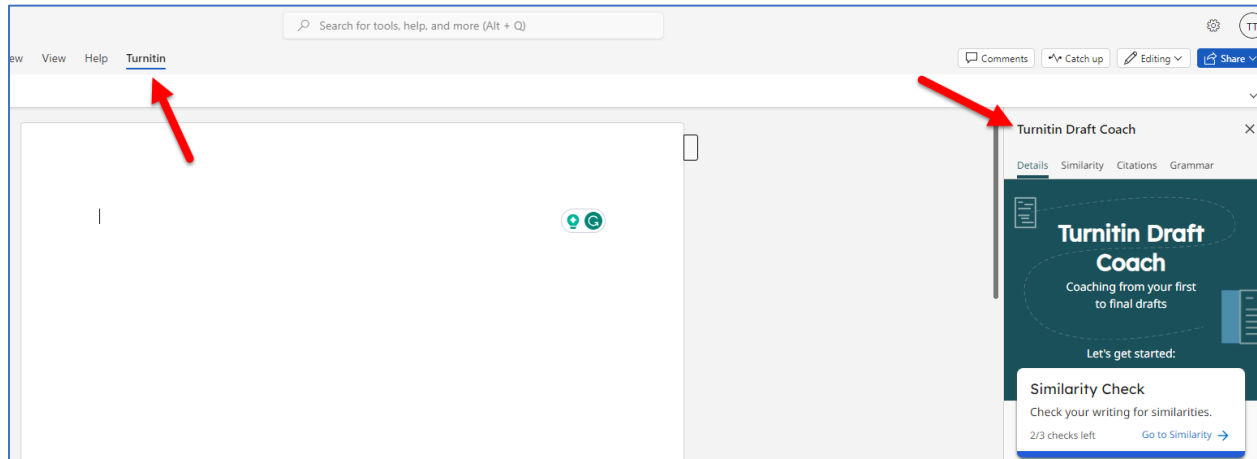 Search for tools, help, and more (Alt + Q)
TT
ew View Help Turnitin
Comments Catch up Editing Share
Turnitin Draft Coach
Details Similarity Citations Grammar
Turnitin Draft
Coach
Coaching from your first
to final drafts
Let's get started:
Similarity Check
Check your writing for similarities.
2/3 checks left Go to Similarity →